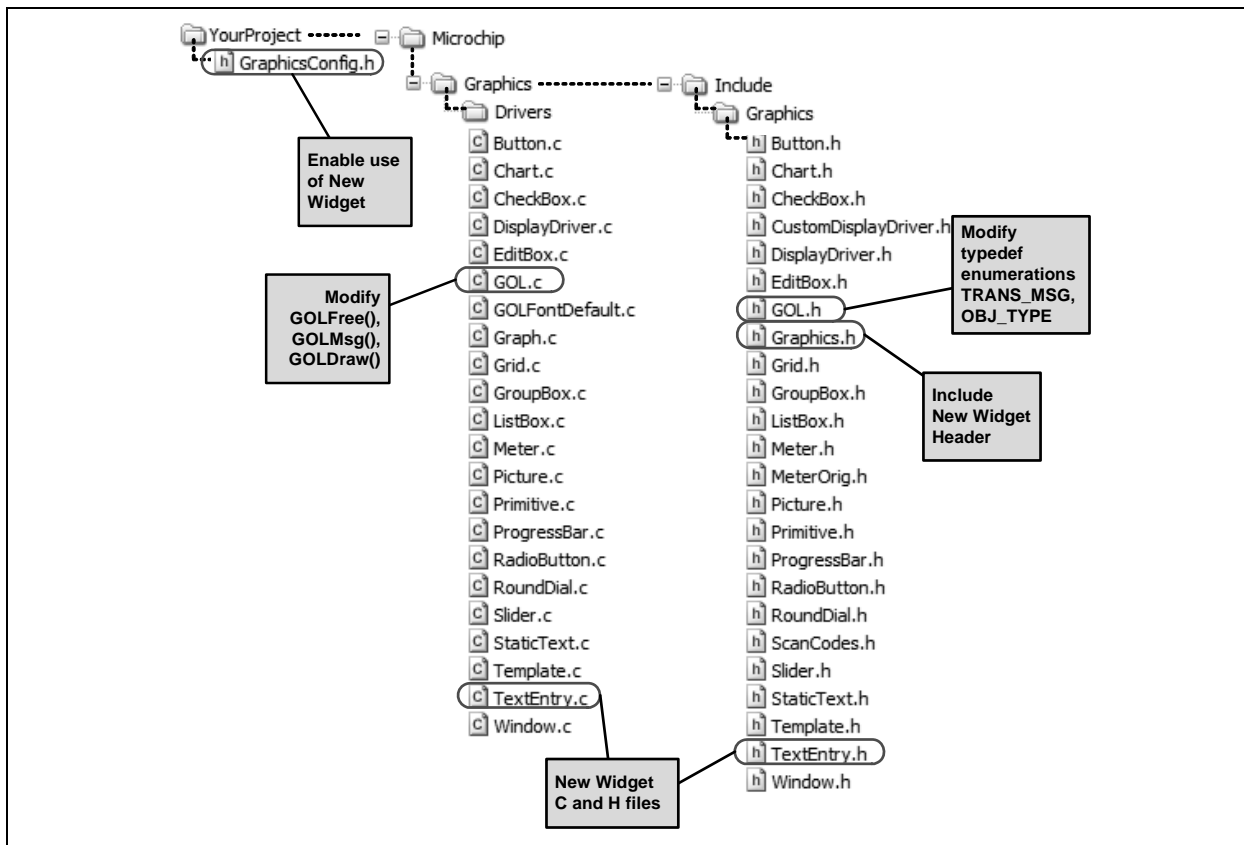 YourProject
Microchip
GraphicsConfig.h
Graphics
Include
Drivers
Graphics
Enable use
of New
Widget
Button.c
Chart.c
CheckBox.c
DisplayDriver.c
EditBox.c
GOL.c
GOLFontDefault.c
Graph.c
Grid.c
GroupBox.c
ListBox.c
Meter.c
Picture.c
Primitive.c
ProgressBar.c
RadioButton.c
RoundDial.c
Slider.c
StaticText.c
Template.c
TextEntry.c
Window.c
Modify
GOLFree(),
GOLMsg(),
GOLDraw()
Button.h
Chart.h
CheckBox.h
CustomDisplayDriver.h
DisplayDriver.h
EditBox.h
GOL.h
Graphics.h
Grid.h
GroupBox.h
ListBox.h
Meter.h
MeterOrig.h
Picture.h
Primitive.h
ProgressBar.h
RadioButton.h
RoundDial.h
ScanCodes.h
Slider.h
StaticText.h
Template.h
TextEntry.h
Window.h
Modify
typedef
enumerations
TRANS_MSG,
OBJ_TYPE
Include
New Widget
Header
New Widget
C and H files